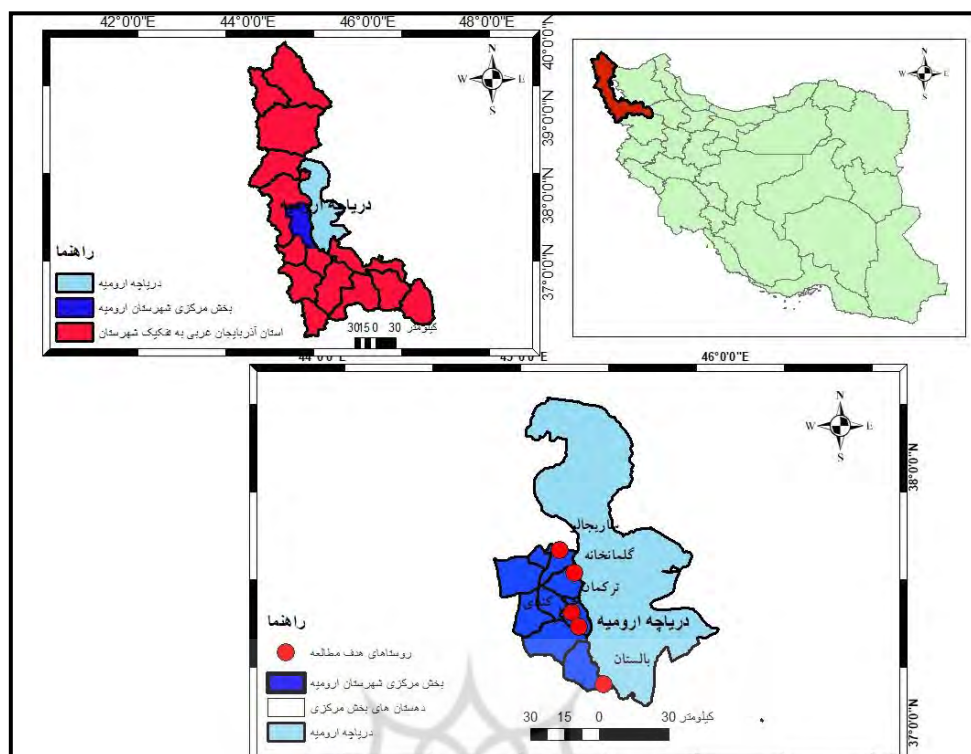 42°0'0"E 44°0'0"E 46°0'0"E 48°0'0"E
40°0'0"N
39°0'0"N
38°0'0"N
37°0'0"N
N
W E
S
دریاچه ارومیه
راهنما
دریاچه ارومیه
بخش مرکزی شهرستان ارومیه
استان آذربایجان غربی به تفکیک شهرستان
30 15 0 30 کیلومتر
N
W E
S
44°0'0"E 45°0'0"E 46°0'0"E
38°0'0"N
37°0'0"N
N
W E
S
ساریجالو
گلمانخانه
ترکمان
کندی
دریاچه ارومیه
بالستان
راهنما
روستاهای هدف مطالعه
بخش مرکزی شهرستان ارومیه
دهستان های بخش مرکزی
دریاچه ارومیه
30 15 0 30 کیلومتر